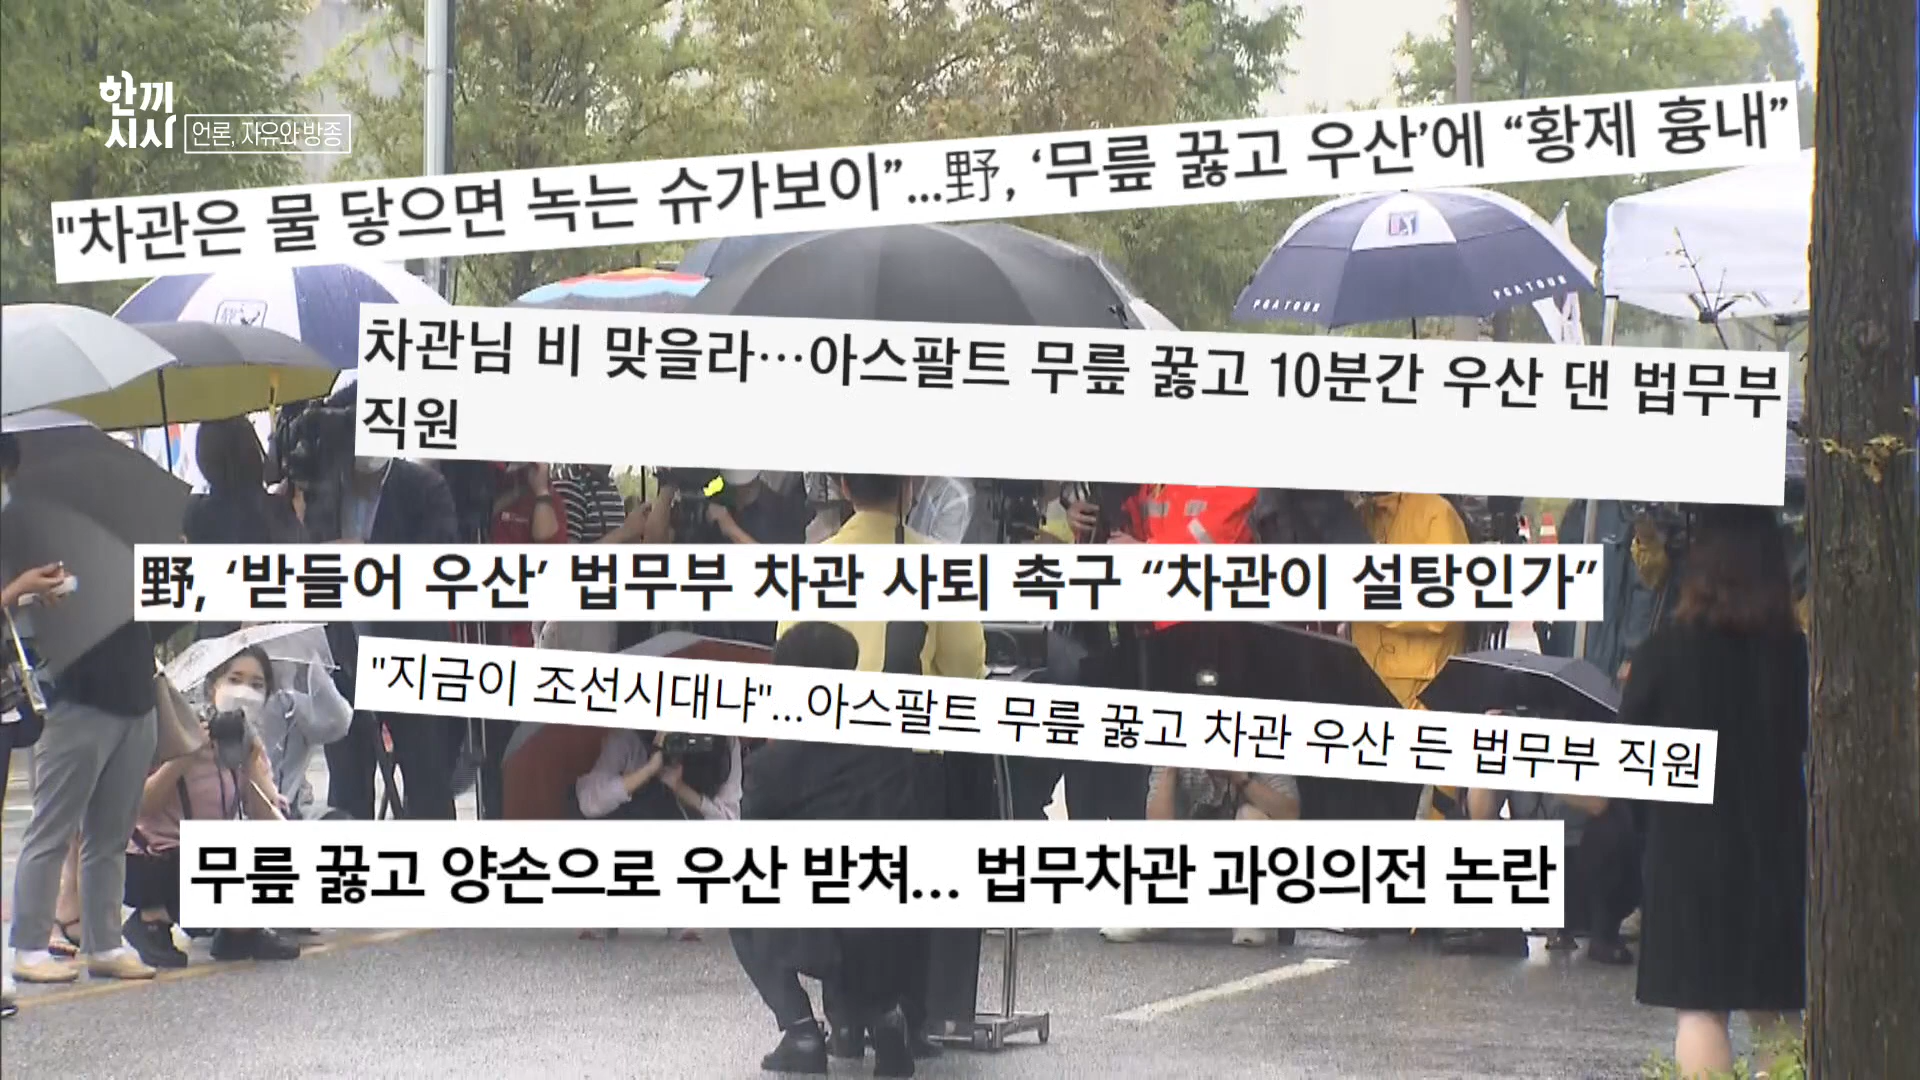 한끼
시사
언론, 자유와 방종
"차관은 물 닿으면 녹는 슈가보이”...野, ‘무릎 꿇고 우산’에 “황제 흉내”
PGA TOUR
PGA TOUR
차관님 비 맞을라…아스팔트 무릎 꿇고 10분간 우산 댄 법무부
직원
野, ‘받들어 우산’ 법무부 차관 사퇴 촉구 “차관이 설탕인가”
"지금이 조선시대냐"...아스팔트 무릎 꿇고 차관 우산 든 법무부 직원
무릎 꿇고 양손으로 우산 받쳐... 법무차관 과잉의전 논란